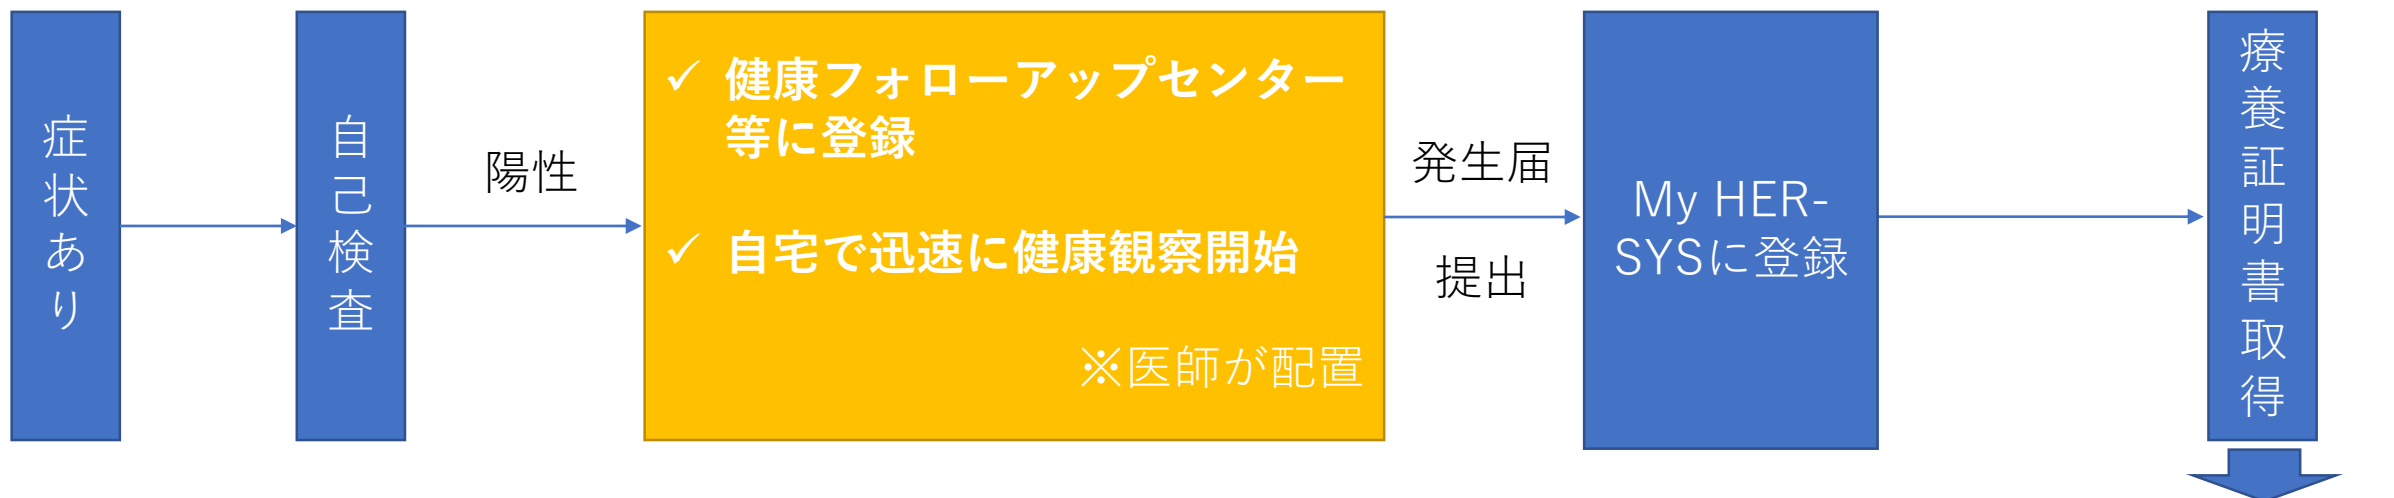 症状あり
自己検査
陽性
✓ 健康フォローアップセンター
等に登録
✓ 自宅で迅速に健康観察開始
※医師が配置
発生届
提出
My HER-
SYSに登録
療養証明書取得